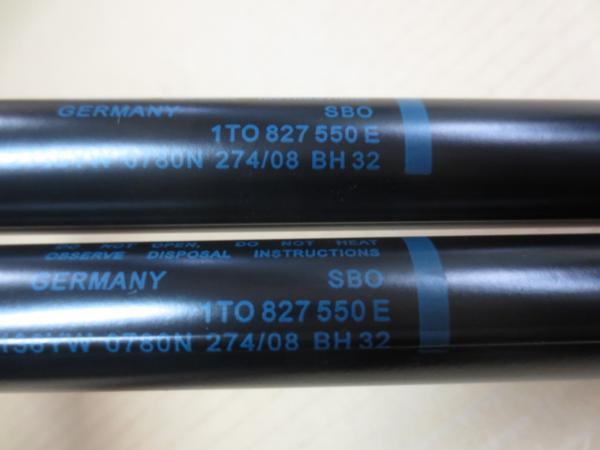 GERMANY SBO
1TO 827 550 E
0780N 274/08 BH 32
DO NOT OPEN, DO NOT HEAT
OBSERVE DISPOSAL INSTRUCTIONS
GERMANY SBO
1TO 827 550 E
0780N 274/08 BH 32